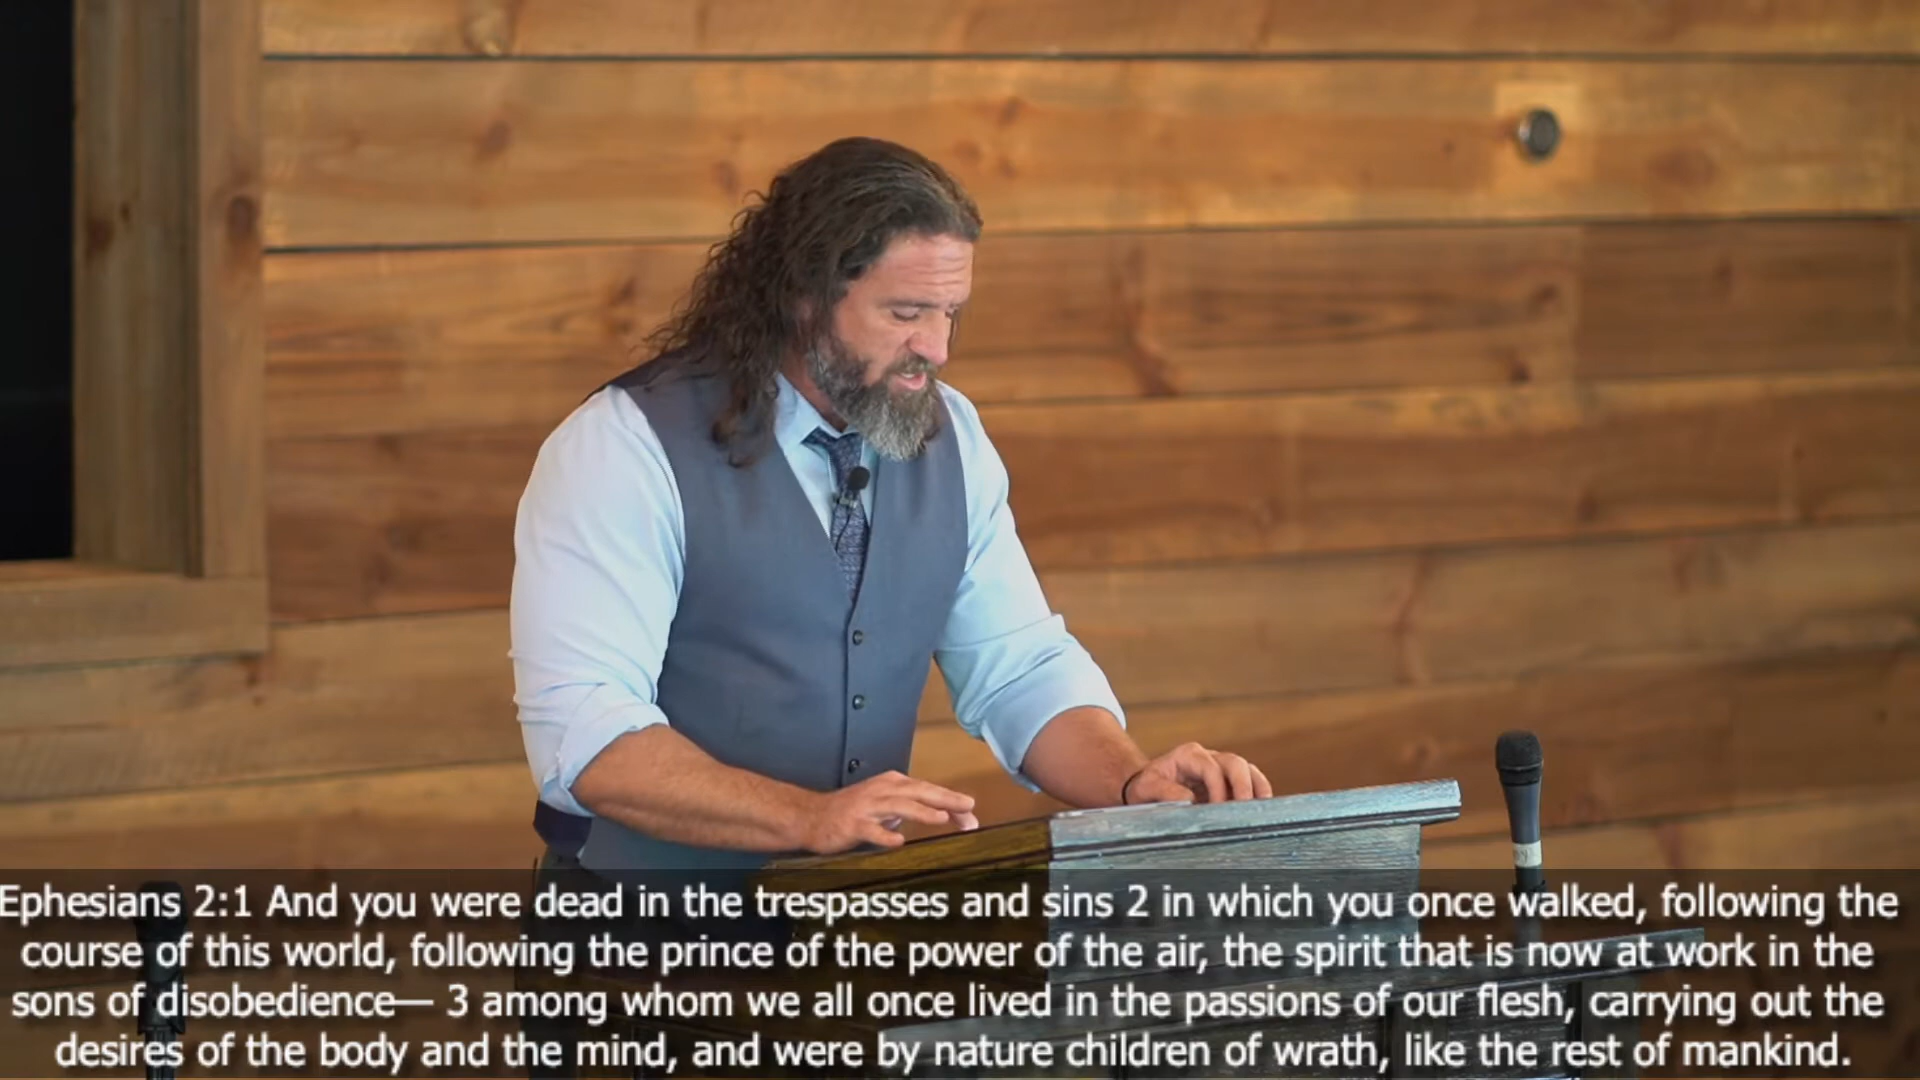 Ephesians 2:1 And you were dead in the trespasses and sins 2 in which you once walked, following the
course of this world, following the prince of the power of the air, the spirit that is now at work in the
sons of disobedience— 3 among whom we all once lived in the passions of our flesh, carrying out the
desires of the body and the mind, and were by nature children of wrath, like the rest of mankind.